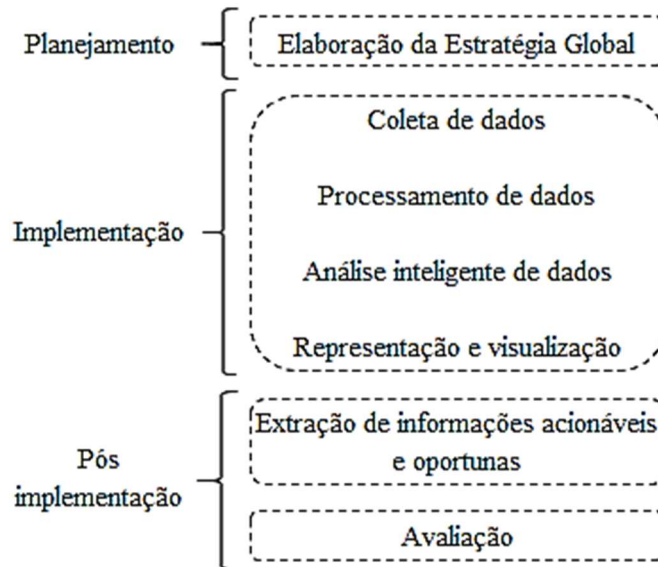 Planejamento
Elaboração da Estratégia Global
Implementação
Coleta de dados
Processamento de dados
Análise inteligente de dados
Representação e visualização
Pós
implementação
Extração de informações acionáveis
e oportunas
Avaliação